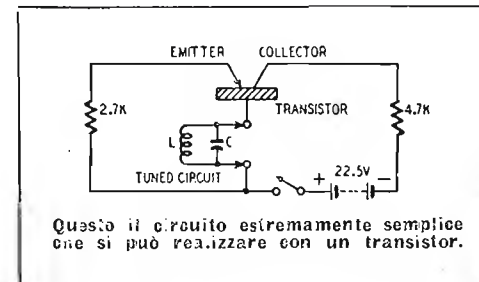 EMITTER COLLECTOR
2.7K
TRANSISTOR
4.7K
L
C
TUNED CIRCUIT
+ 22.5V −
Questo il circuito estremamente semplice
che si può realizzare con un transistor.